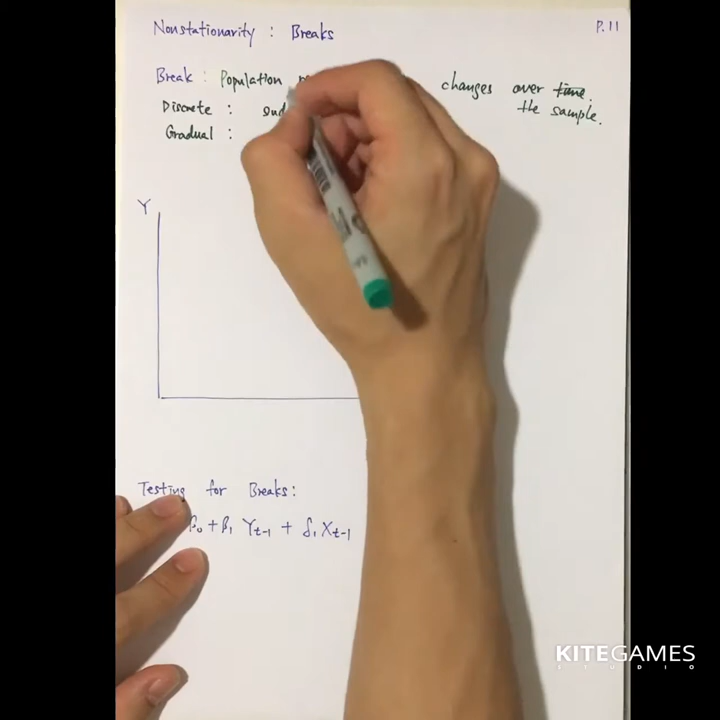 Nonstationarity : Breaks
P.11
Break : Population changes over time.
the sample.
Discrete :
Gradual :
Y
Testing for Breaks:
β₀ + β₁ Yt-1 + δ₁ Xt-1
KITEGAMES
STUDIO